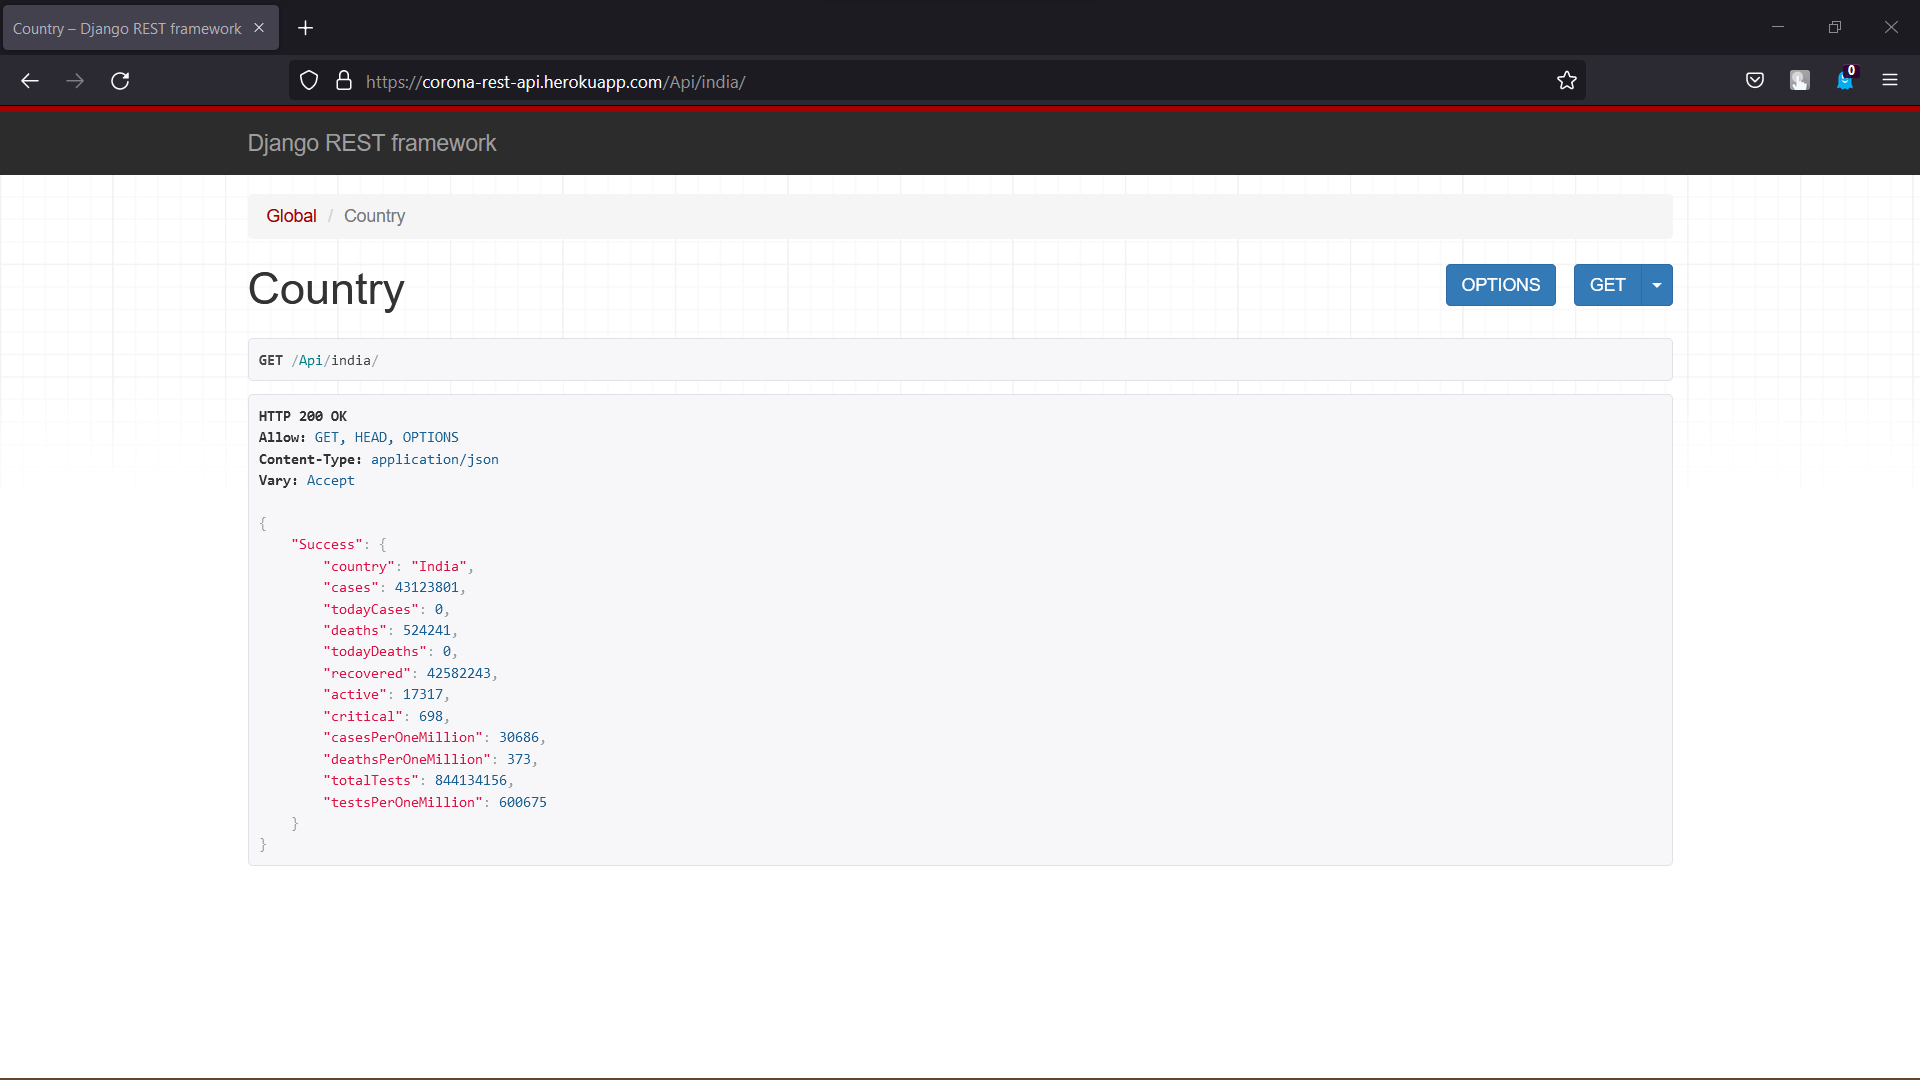 Country – Django REST framework
https://corona-rest-api.herokuapp.com/Api/india/
0
Django REST framework
Global / Country
Country
OPTIONS
GET
GET /Api/india/
HTTP 200 OK
Allow: GET, HEAD, OPTIONS
Content-Type: application/json
Vary: Accept
{
    "Success": {
        "country": "India",
        "cases": 43123801,
        "todayCases": 0,
        "deaths": 524241,
        "todayDeaths": 0,
        "recovered": 42582243,
        "active": 17317,
        "critical": 698,
        "casesPerOneMillion": 30686,
        "deathsPerOneMillion": 373,
        "totalTests": 844134156,
        "testsPerOneMillion": 600675
    }
}